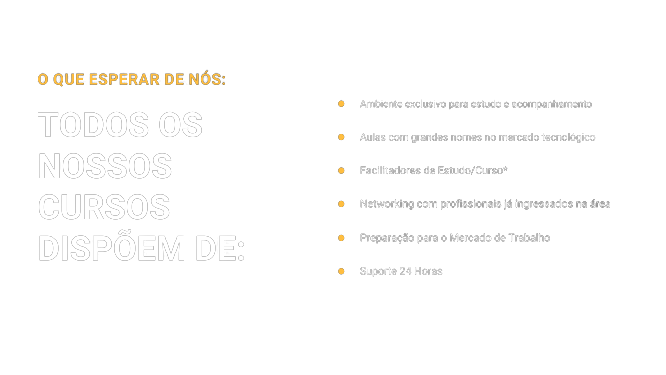 O QUE ESPERAR DE NÓS:
TODOS OS
NOSSOS
CURSOS
DISPÕEM DE:
Ambiente exclusivo para estudo e acompanhamento
Aulas com grandes nomes no mercado tecnológico
Facilitadores de Estudo/Curso*
Networking com profissionais já ingressados na área
Preparação para o Mercado de Trabalho
Suporte 24 Horas